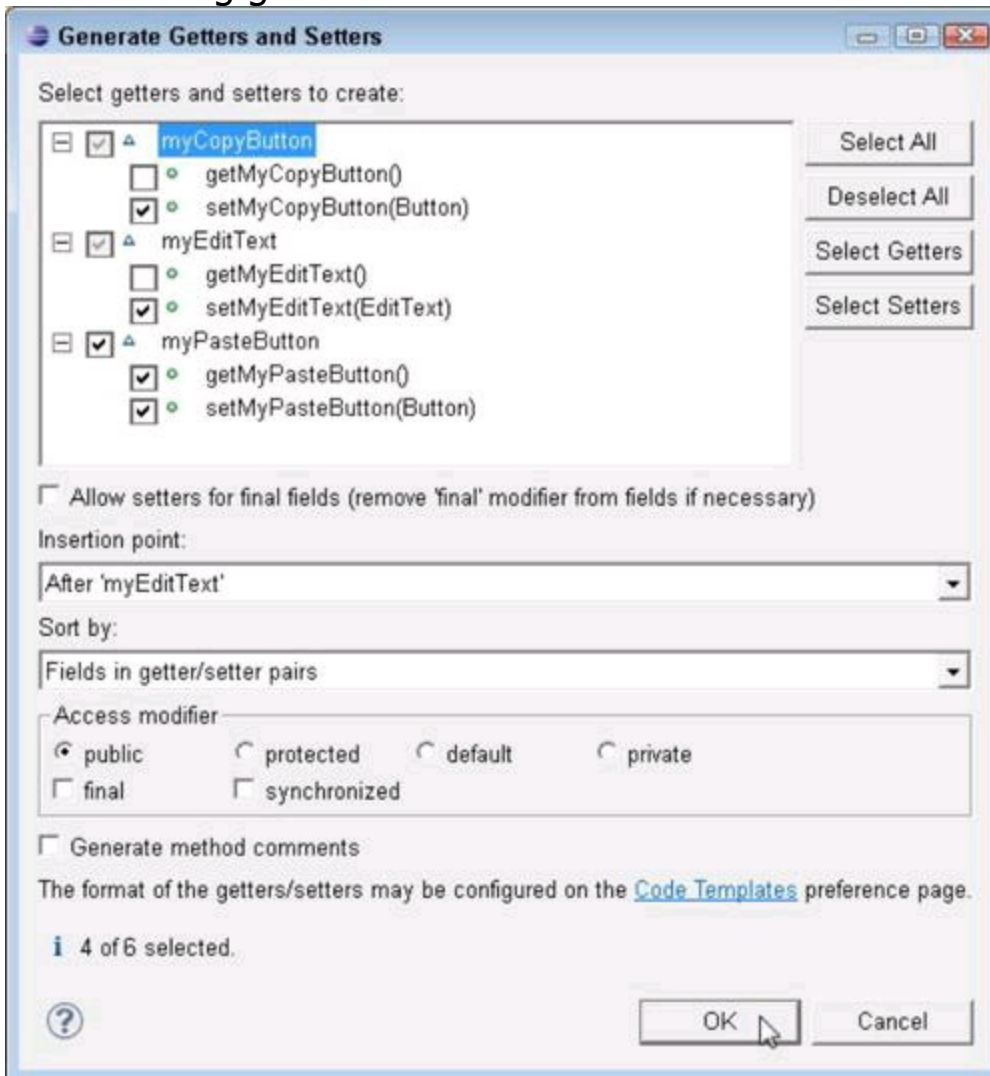 Generate Getters and Setters
Select getters and setters to create:
myCopyButton
getMyCopyButton()
setMyCopyButton(Button)
myEditText
getMyEditText()
setMyEditText(EditText)
myPasteButton
getMyPasteButton()
setMyPasteButton(Button)
Select All
Deselect All
Select Getters
Select Setters
Allow setters for final fields (remove 'final' modifier from fields if necessary)
Insertion point:
After 'myEditText'
Sort by:
Fields in getter/setter pairs
Access modifier
public protected default private
final synchronized
Generate method comments
The format of the getters/setters may be configured on the Code Templates preference page.
i 4 of 6 selected.
? OK Cancel